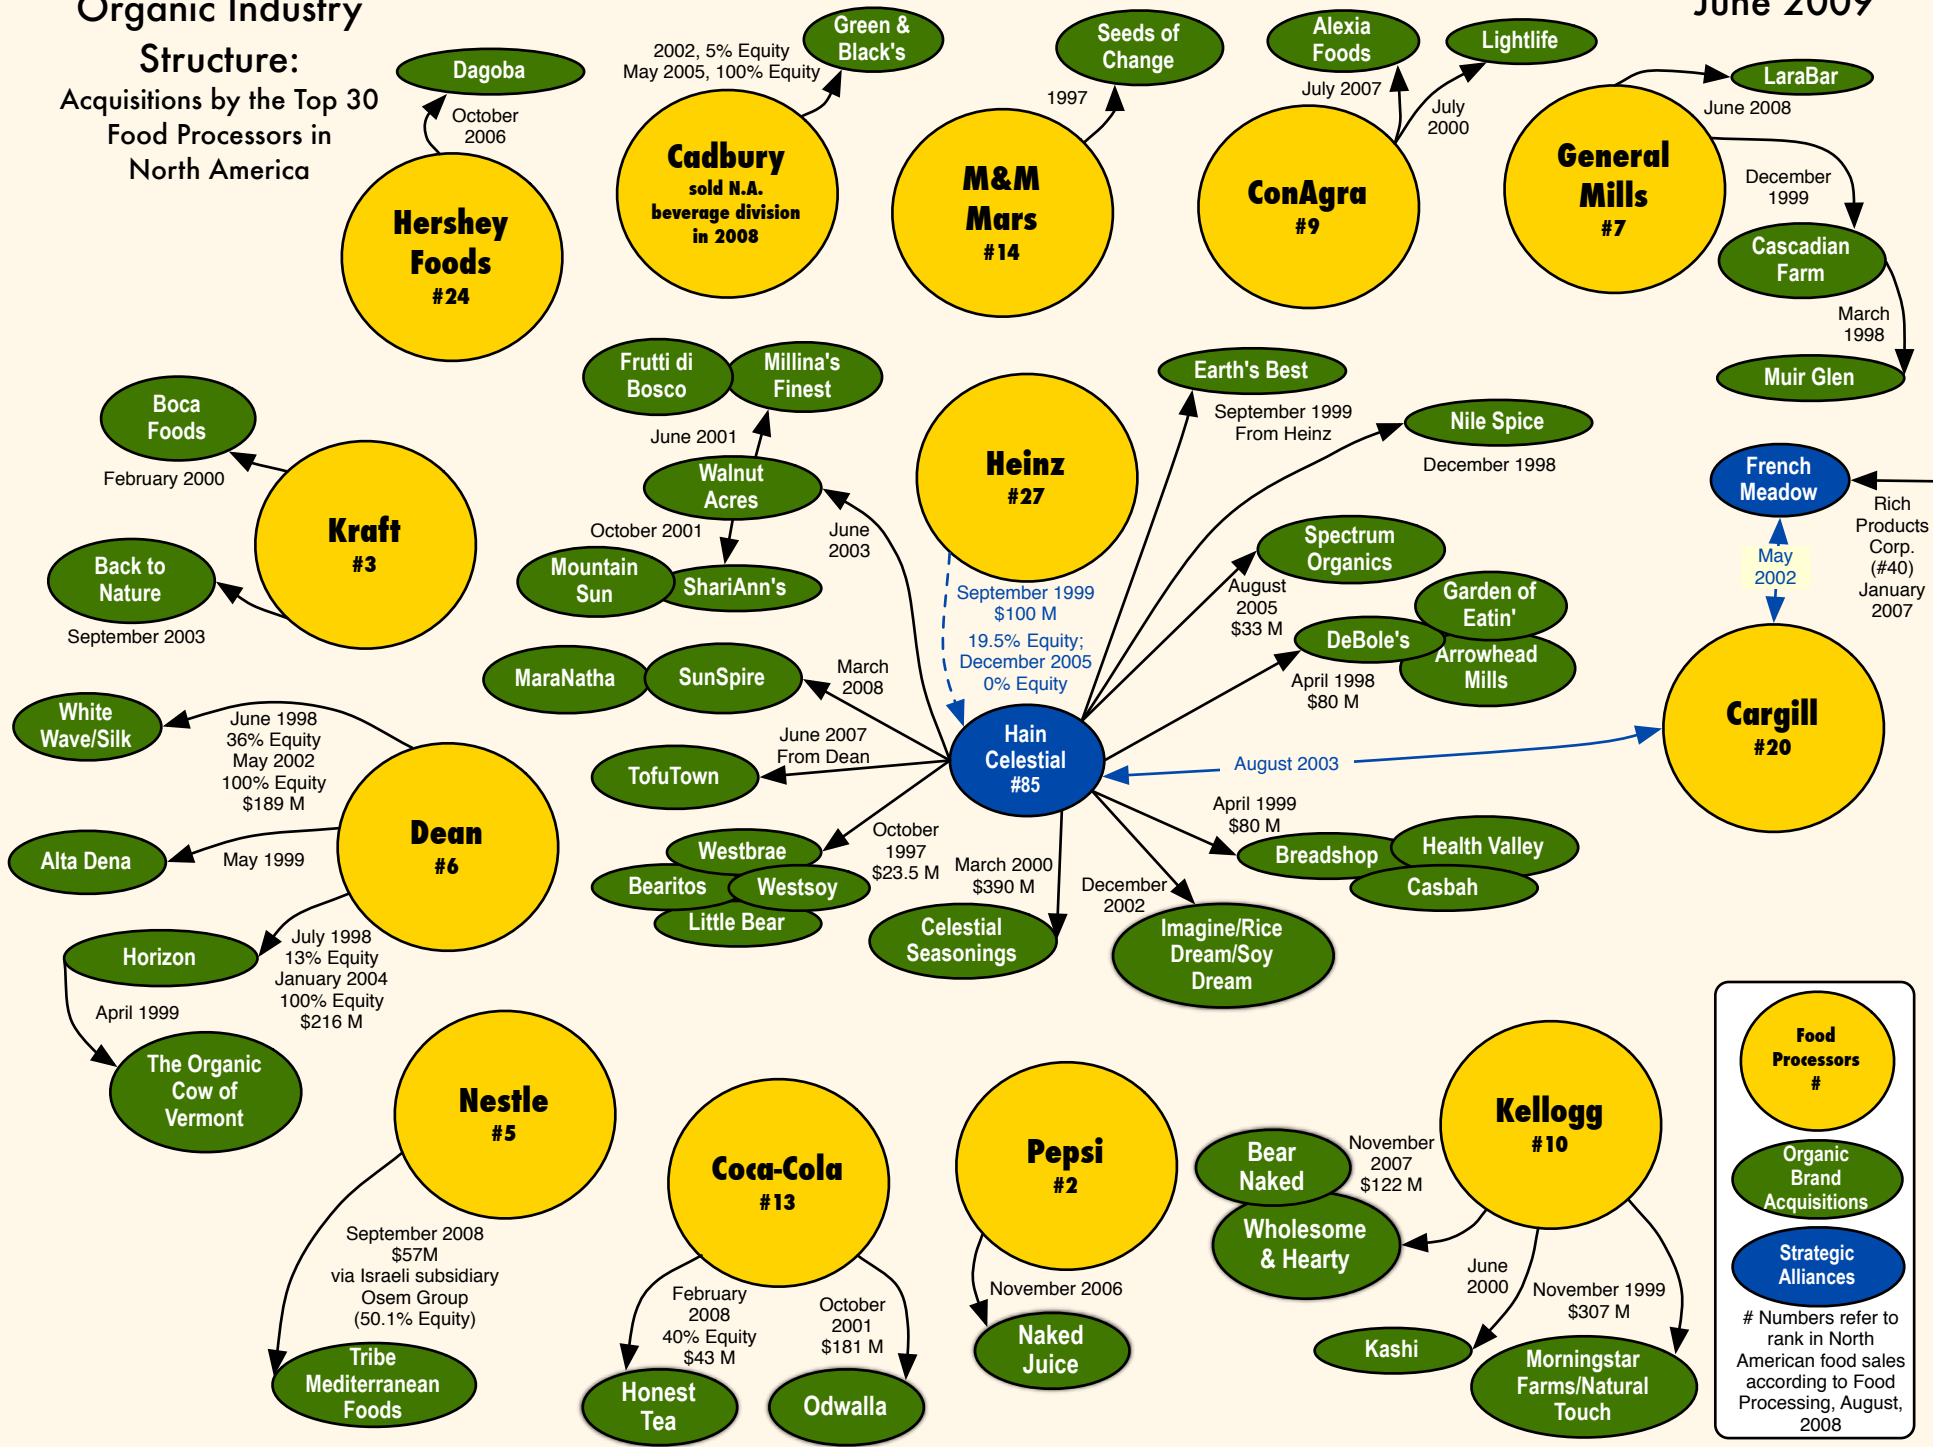 Organic Industry
Structure:
Acquisitions by the Top 30
Food Processors in
North America
June 2009
Dagoba
October
2006
Hershey
Foods
#24
2002, 5% Equity
May 2005, 100% Equity
Green &
Black's
Cadbury
sold N.A.
beverage division
in 2008
Seeds of
Change
1997
M&M
Mars
#14
Alexia
Foods
July 2007
Lightlife
July
2000
ConAgra
#9
LaraBar
June 2008
General
Mills
#7
December
1999
Cascadian
Farm
March
1998
Muir Glen
Boca
Foods
February 2000
Kraft
#3
Back to
Nature
September 2003
Frutti di
Bosco
Millina's
Finest
June 2001
Walnut
Acres
October 2001
Mountain
Sun
ShariAnn's
June
2003
Heinz
#27
September 1999
$100 M
19.5% Equity;
December 2005
0% Equity
Earth's Best
September 1999
From Heinz
Nile Spice
December 1998
Spectrum
Organics
August
2005
$33 M
Garden of
Eatin'
DeBole's
Arrowhead
Mills
April 1998
$80 M
French
Meadow
May
2002
Rich
Products
Corp.
(#40)
January
2007
Cargill
#20
August 2003
MaraNatha
SunSpire
March
2008
Hain
Celestial
#85
June 2007
From Dean
TofuTown
Westbrae
Bearitos
Westsoy
Little Bear
October
1997
$23.5 M
March 2000
$390 M
Celestial
Seasonings
December
2002
Imagine/Rice
Dream/Soy
Dream
April 1999
$80 M
Breadshop
Health Valley
Casbah
White
Wave/Silk
June 1998
36% Equity
May 2002
100% Equity
$189 M
Dean
#6
Alta Dena
May 1999
Horizon
July 1998
13% Equity
January 2004
100% Equity
$216 M
April 1999
The Organic
Cow of
Vermont
Nestle
#5
September 2008
$57M
via Israeli subsidiary
Osem Group
(50.1% Equity)
Tribe
Mediterranean
Foods
Coca-Cola
#13
February
2008
40% Equity
$43 M
Honest
Tea
October
2001
$181 M
Odwalla
Pepsi
#2
November 2006
Naked
Juice
Kellogg
#10
Bear
Naked
November
2007
$122 M
Wholesome
& Hearty
June
2000
Kashi
November 1999
$307 M
Morningstar
Farms/Natural
Touch
Food
Processors
#
Organic
Brand
Acquisitions
Strategic
Alliances
# Numbers refer to
rank in North
American food sales
according to Food
Processing, August,
2008